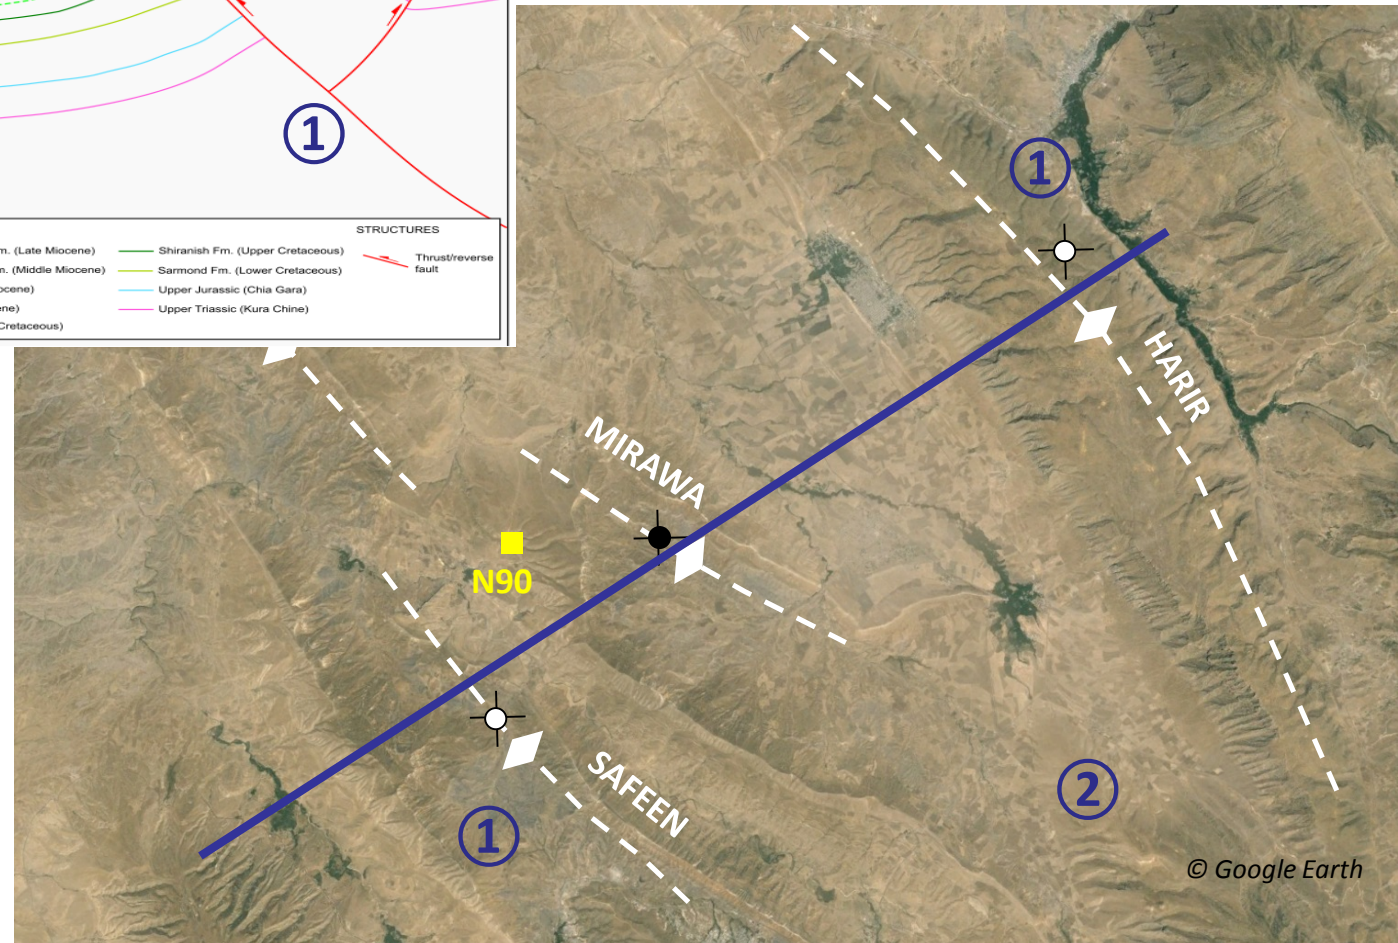 ①
STRUCTURES
m. (Late Miocene)
Shiranish Fm. (Upper Cretaceous)
Thrust/reverse
fault
m. (Middle Miocene)
Sarmond Fm. (Lower Cretaceous)
ocene)
Upper Jurassic (Chia Gara)
ene)
Upper Triassic (Kura Chine)
Cretaceous)
①
HARIR
MIRAWA
N90
SAFEEN
①
②
© Google Earth